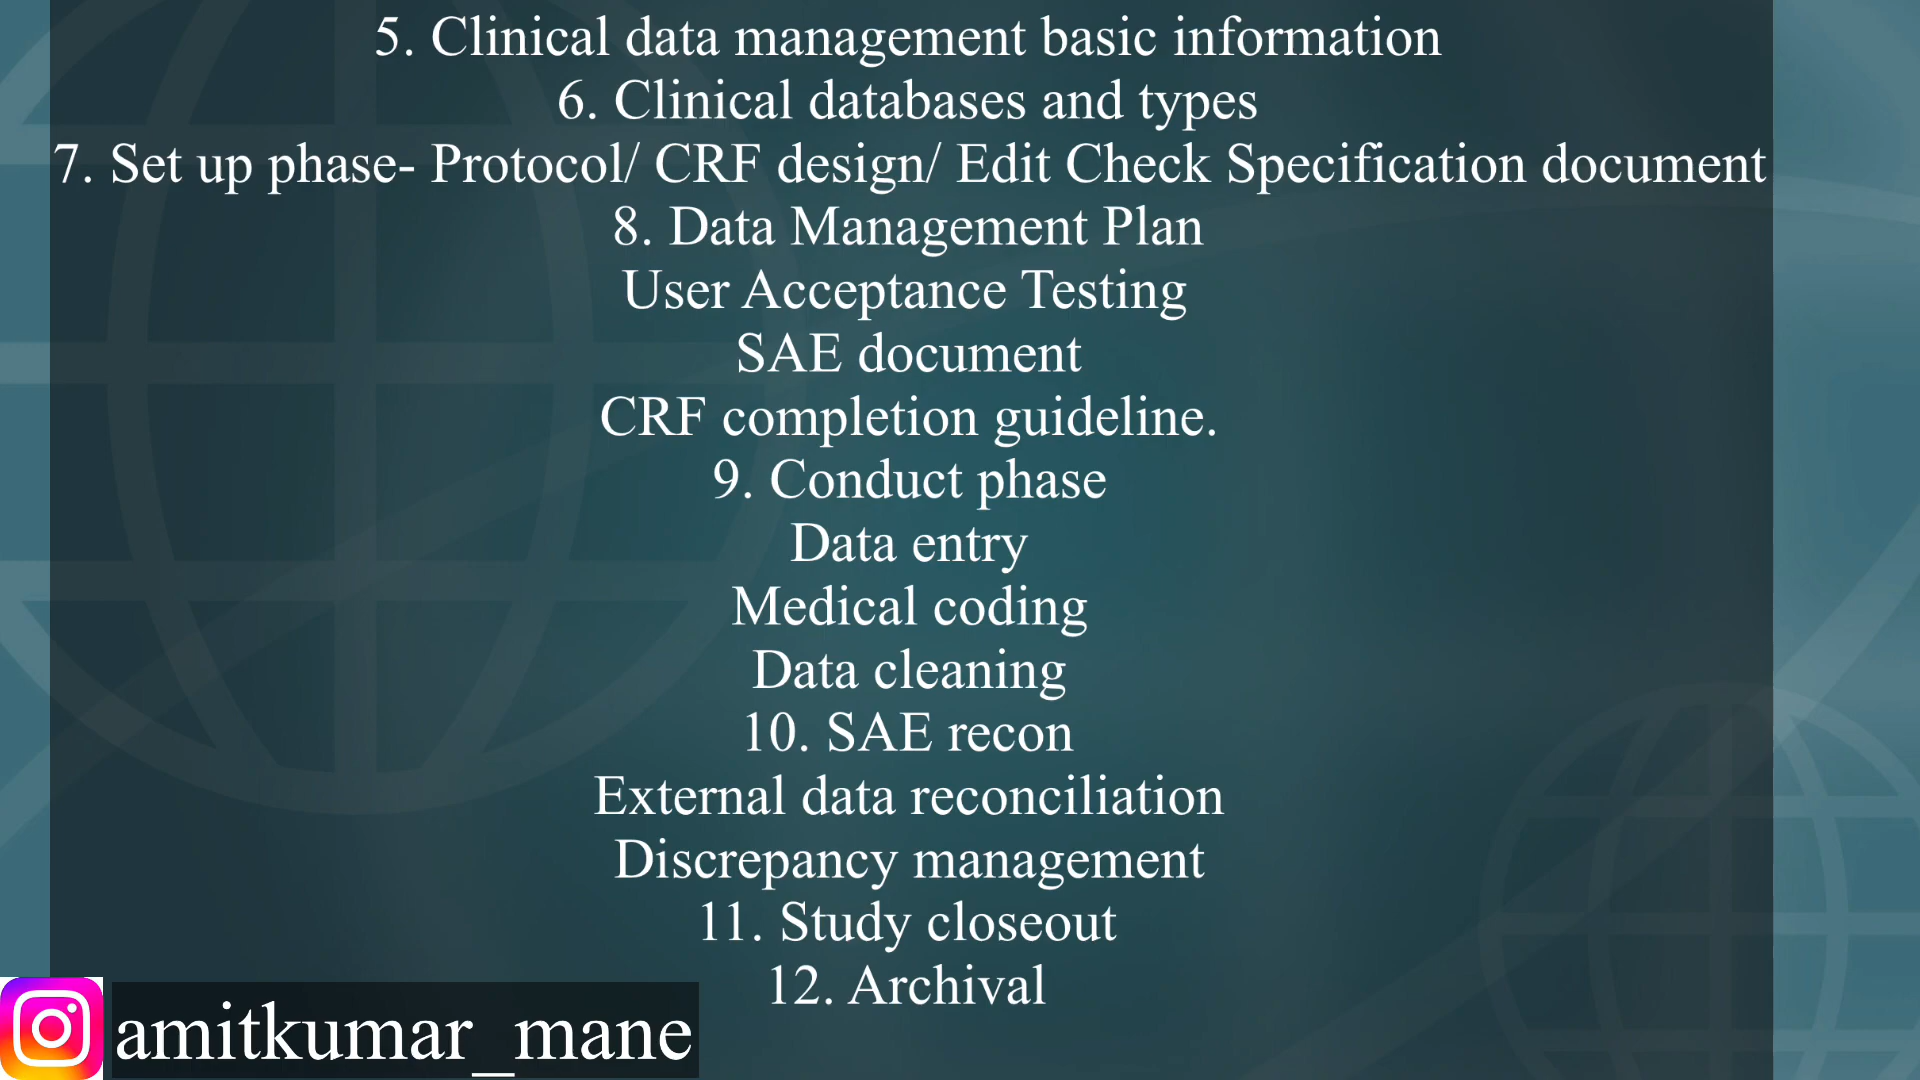 5. Clinical data management basic information
6. Clinical databases and types
7. Set up phase- Protocol/ CRF design/ Edit Check Specification document
8. Data Management Plan
User Acceptance Testing
SAE document
CRF completion guideline.
9. Conduct phase
Data entry
Medical coding
Data cleaning
10. SAE recon
External data reconciliation
Discrepancy management
11. Study closeout
12. Archival
amitkumar_mane